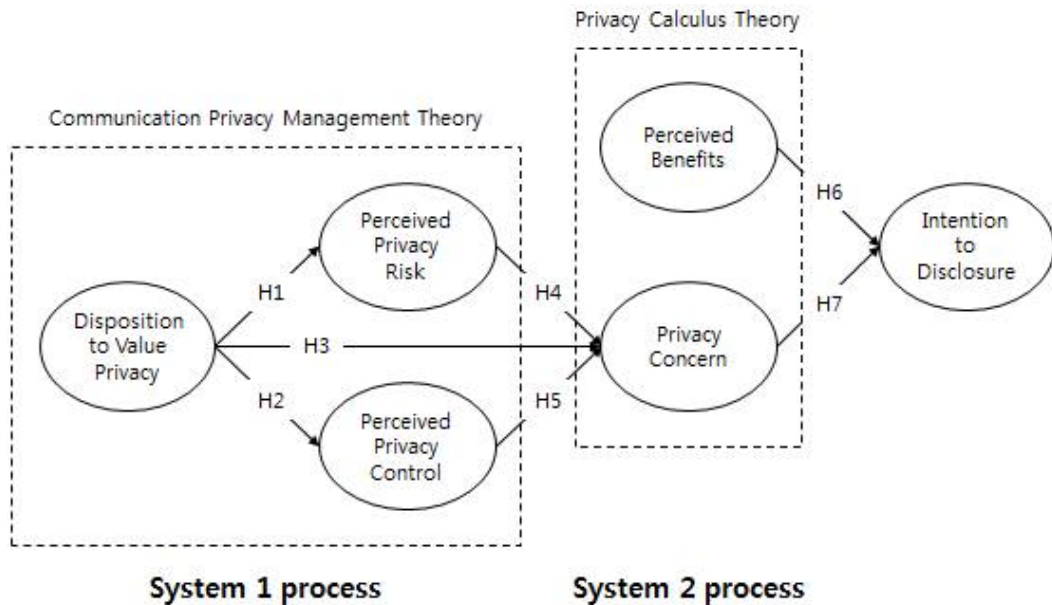 Privacy Calculus Theory
Communication Privacy Management Theory
Perceived
Benefits
H6
Perceived
Privacy
Risk
Intention
to
Disclosure
H1
H4
H7
Disposition
to Value
Privacy
H3
Privacy
Concern
H2
H5
Perceived
Privacy
Control
System 1 process
System 2 process